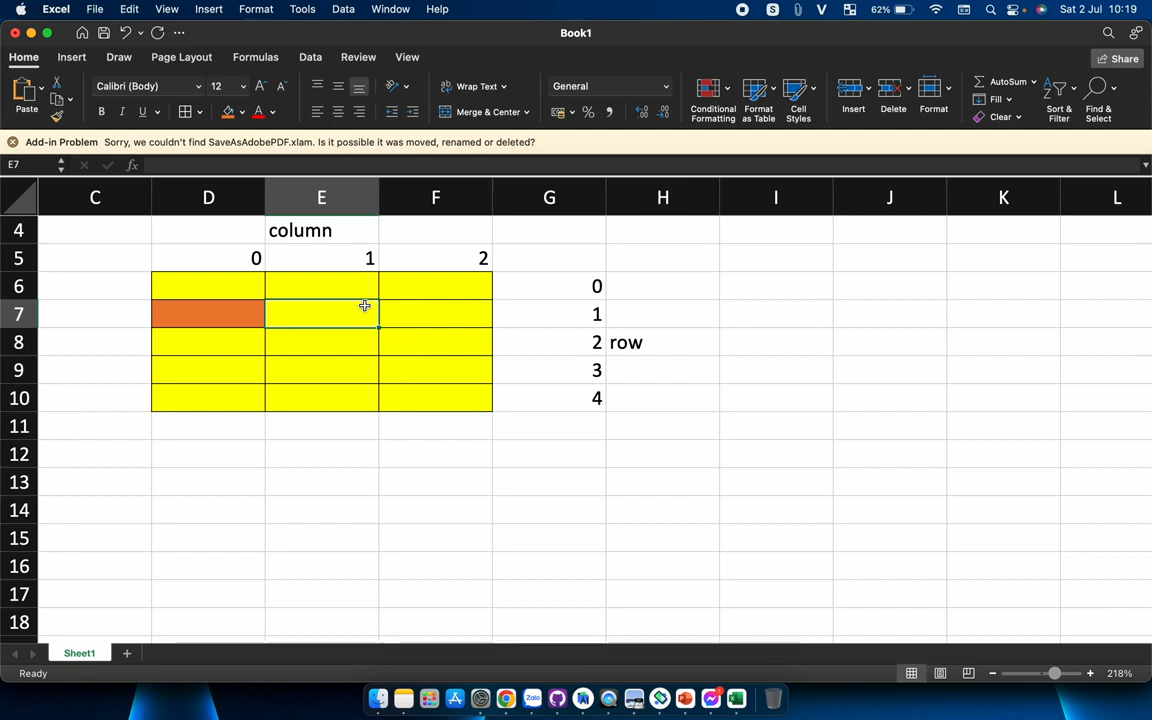 Excel File Edit View Insert Format Tools Data Window Help
S V 62% Sat 2 Jul 10:19
Book1
Home Insert Draw Page Layout Formulas Data Review View Share
Paste
Calibri (Body) 12 A A
B I U A
Wrap Text
Merge & Center
General
% 9
Conditional Formatting
Format as Table
Cell Styles
Insert
Delete
Format
AutoSum
Fill
Clear
Sort & Filter
Find & Select
Add-in Problem Sorry, we couldn't find SaveAsAdobePDF.xlam. Is it possible it was moved, renamed or deleted?
E7 fx
C D E F G H I J K L
4 column
5 0 1 2
6 0
7 1
8 2 row
9 3
10 4
11
12
13
14
15
16
17
18
Sheet1 +
Ready 218%
Zalo